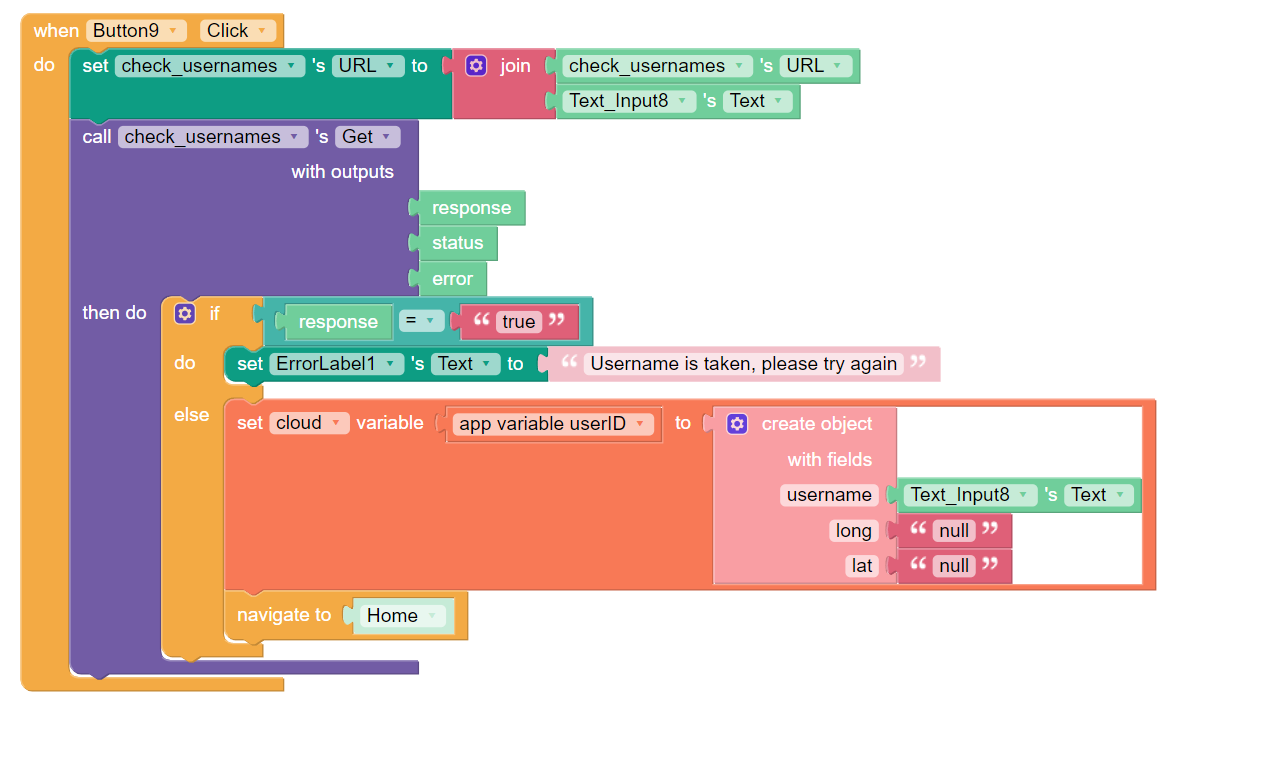 when Button9 Click
do set check_usernames 's URL to join check_usernames 's URL
Text_Input8 's Text
call check_usernames 's Get
with outputs
response
status
error
then do if response = “ true ”
do set ErrorLabel1 's Text to “ Username is taken, please try again ”
else set cloud variable app variable userID to create object
with fields
username Text_Input8 's Text
long “ null ”
lat “ null ”
navigate to Home